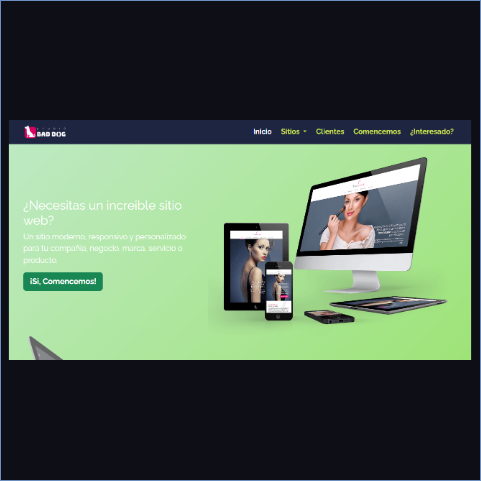 BAD DOG
Inicio Sitios Clientes Comencemos ¿Interesado?
¿Necesitas un increible sitio
web?
Un sitio moderno, responsivo y personalizado
para tu compañia, negocio, marca, servicio o
producto.
¡Si, Comencemos!